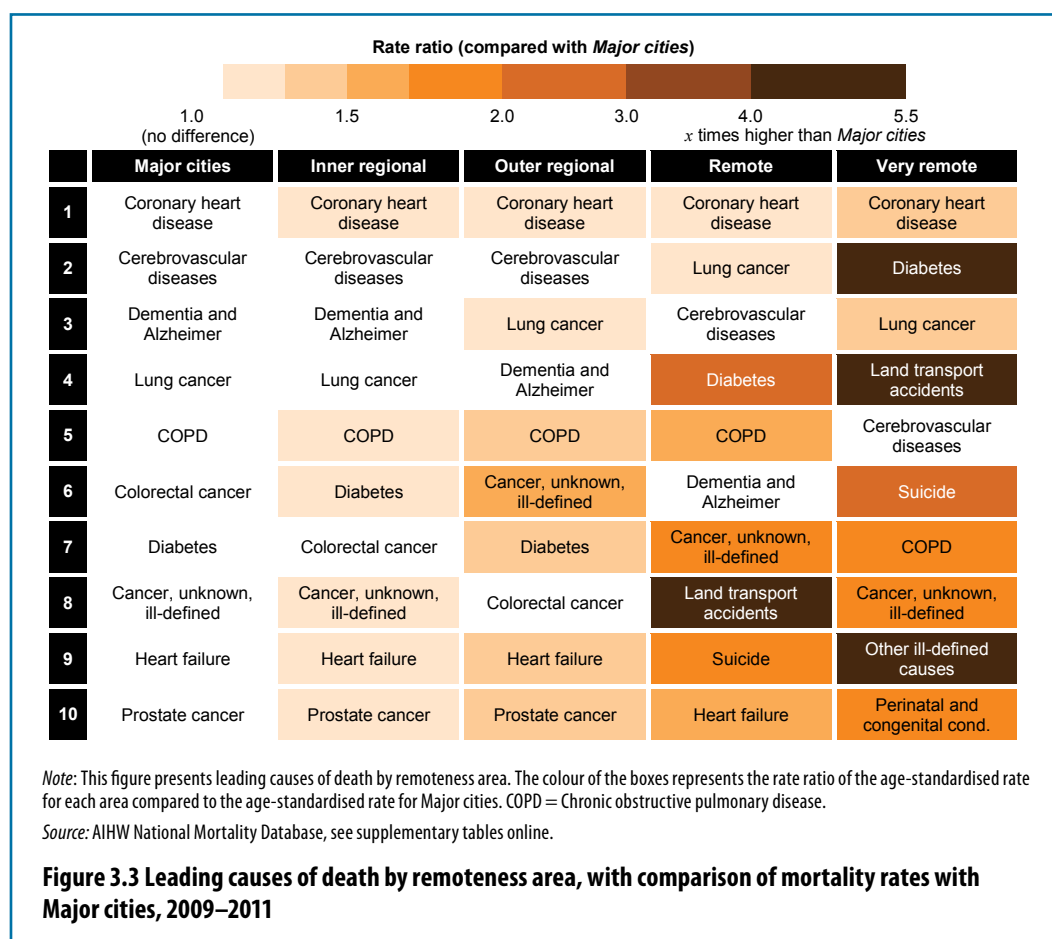 Rate ratio (compared with Major cities)
1.0 1.5 2.0 3.0 4.0 5.5
(no difference) x times higher than Major cities
Major cities Inner regional Outer regional Remote Very remote
1 Coronary heart disease Coronary heart disease Coronary heart disease Coronary heart disease Coronary heart disease
2 Cerebrovascular diseases Cerebrovascular diseases Cerebrovascular diseases Lung cancer Diabetes
3 Dementia and Alzheimer Dementia and Alzheimer Lung cancer Cerebrovascular diseases Lung cancer
4 Lung cancer Lung cancer Dementia and Alzheimer Diabetes Land transport accidents
5 COPD COPD COPD COPD Cerebrovascular diseases
6 Colorectal cancer Diabetes Cancer, unknown, ill-defined Dementia and Alzheimer Suicide
7 Diabetes Colorectal cancer Diabetes Cancer, unknown, ill-defined COPD
8 Cancer, unknown, ill-defined Cancer, unknown, ill-defined Colorectal cancer Land transport accidents Cancer, unknown, ill-defined
9 Heart failure Heart failure Heart failure Suicide Other ill-defined causes
10 Prostate cancer Prostate cancer Prostate cancer Heart failure Perinatal and congenital cond.
Note: This figure presents leading causes of death by remoteness area. The colour of the boxes represents the rate ratio of the age-standardised rate
for each area compared to the age-standardised rate for Major cities. COPD = Chronic obstructive pulmonary disease.
Source: AIHW National Mortality Database, see supplementary tables online.
Figure 3.3 Leading causes of death by remoteness area, with comparison of mortality rates with
Major cities, 2009–2011